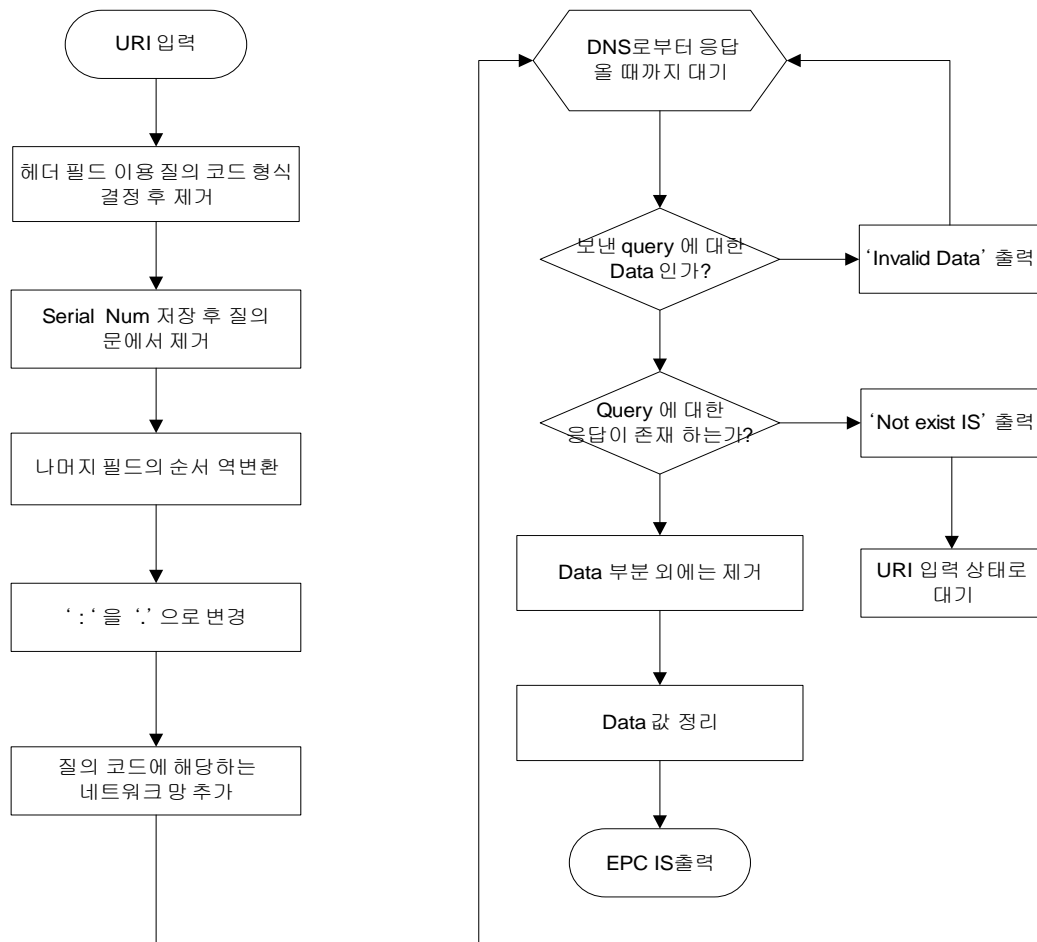 URI 입력
헤더 필드 이용 질의 코드 형식
결정 후 제거
Serial Num 저장 후 질의
문에서 제거
나머지 필드의 순서 역변환
‘ : ‘ 을 ‘.’ 으로 변경
질의 코드에 해당하는
네트워크 망 추가
DNS로부터 응답
올 때까지 대기
보낸 query 에 대한
Data 인가?
‘Invalid Data’ 출력
Query 에 대한
응답이 존재 하는가?
‘Not exist IS’ 출력
URI 입력 상태로
대기
Data 부분 외에는 제거
Data 값 정리
EPC IS출력